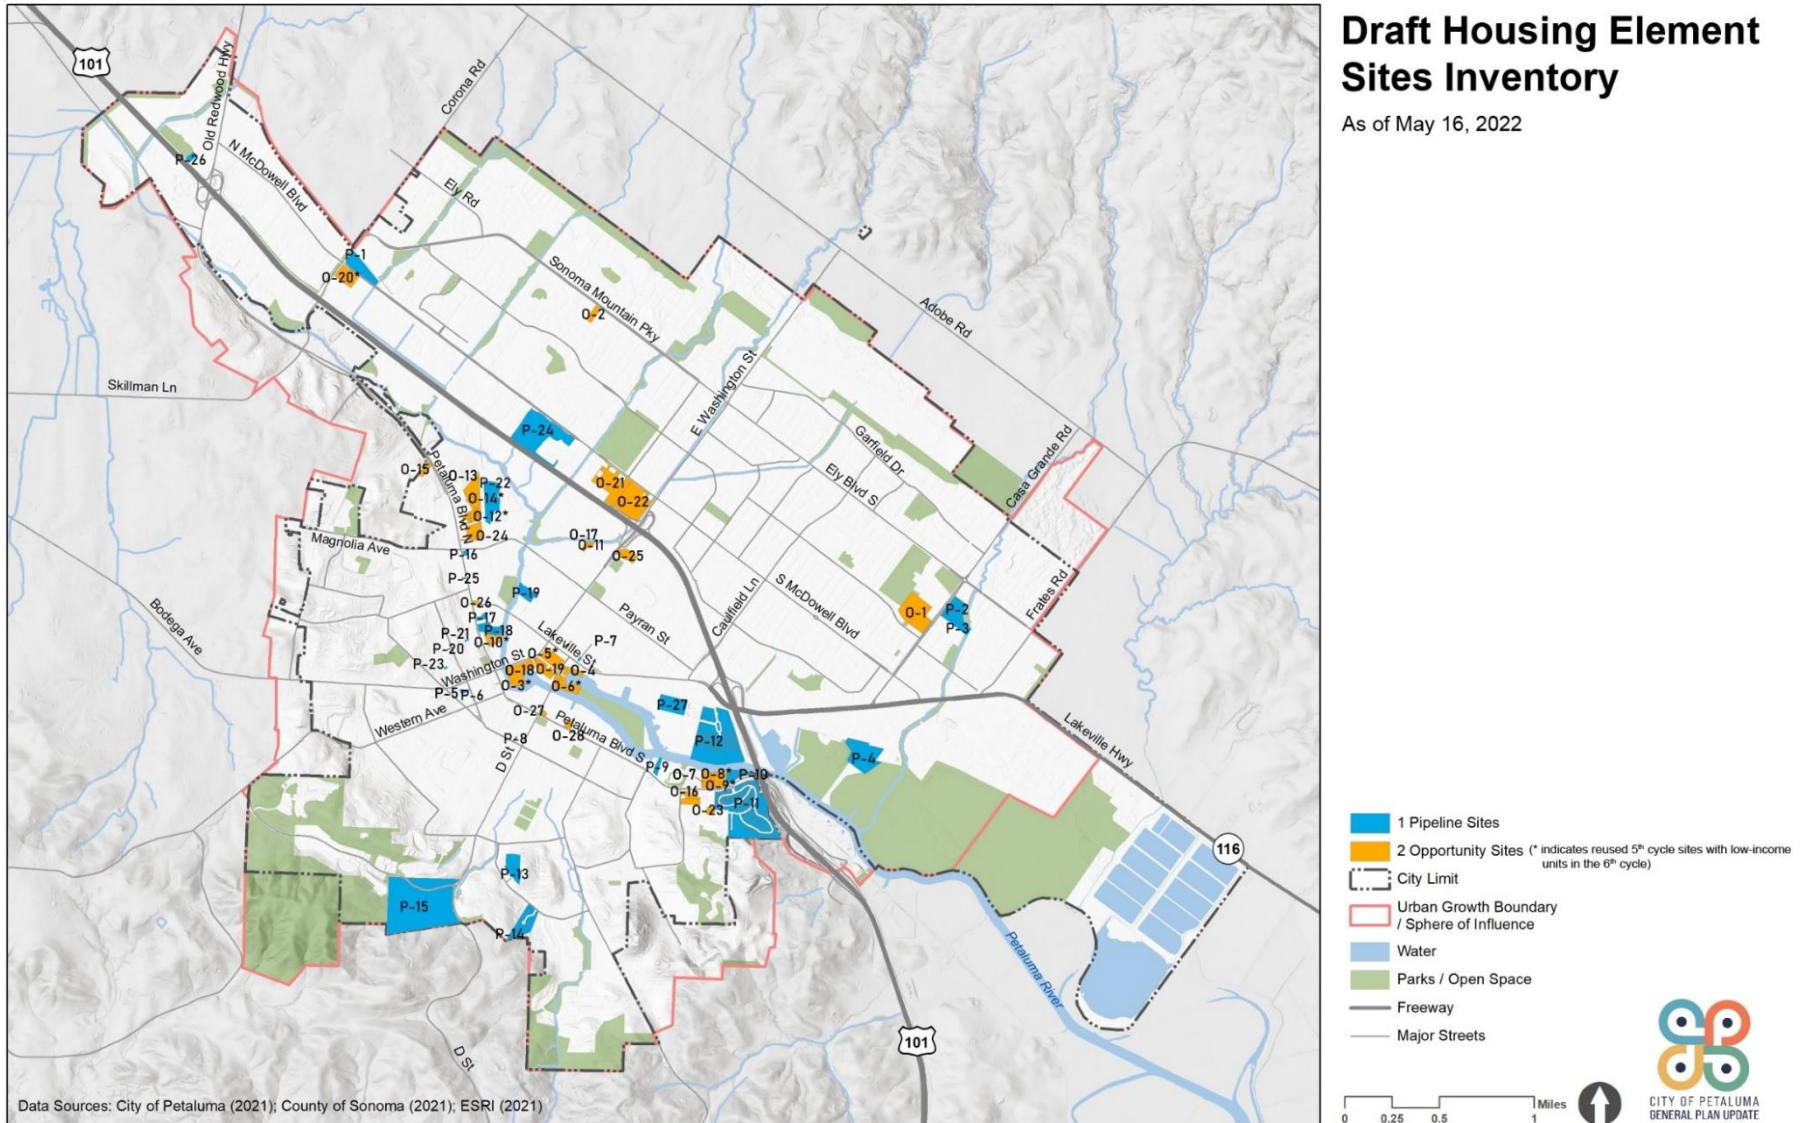 Draft Housing Element
Sites Inventory
As of May 16, 2022
101
Old Redwood Hwy
Corona Rd
P-26
N McDowell Blvd
Ely Rd
P-1
O-20*
Sonoma Mountain Pky
O-2
Adobe Rd
E Washington St
Skillman Ln
P-24
Garfield Dr
Casa Grande Rd
Petaluma Blvd N
O-15
O-13
P-22
O-14*
O-12*
O-24
O-21
O-22
Ely Blvd S
O-17
O-11
O-25
Magnolia Ave
P-16
P-25
P-19
O-26
Bodega Ave
P-17
P-18
P-21
O-10*
P-20
P-23
Payran St
Caulfield Ln
S McDowell Blvd
O-1
P-2
P-3
Frates Rd
Lakeville St
P-7
Washington St
O-5*
O-18
O-19
O-4
O-3*
O-6*
P-5
P-6
Western Ave
O-27
O-28
P-8
D St
Petaluma Blvd S
P-27
P-12
P-4
Lakeville Hwy
P-9
O-7
O-8*
P-10
O-9*
O-16
P-11
O-23
116
P-13
P-15
P-14
Petaluma River
D St
101
Data Sources: City of Petaluma (2021); County of Sonoma (2021); ESRI (2021)
1 Pipeline Sites
2 Opportunity Sites (* indicates reused 5th cycle sites with low-income
units in the 6th cycle)
City Limit
Urban Growth Boundary
/ Sphere of Influence
Water
Parks / Open Space
Freeway
Major Streets
Miles
0 0.25 0.5 1
CITY OF PETALUMA
GENERAL PLAN UPDATE